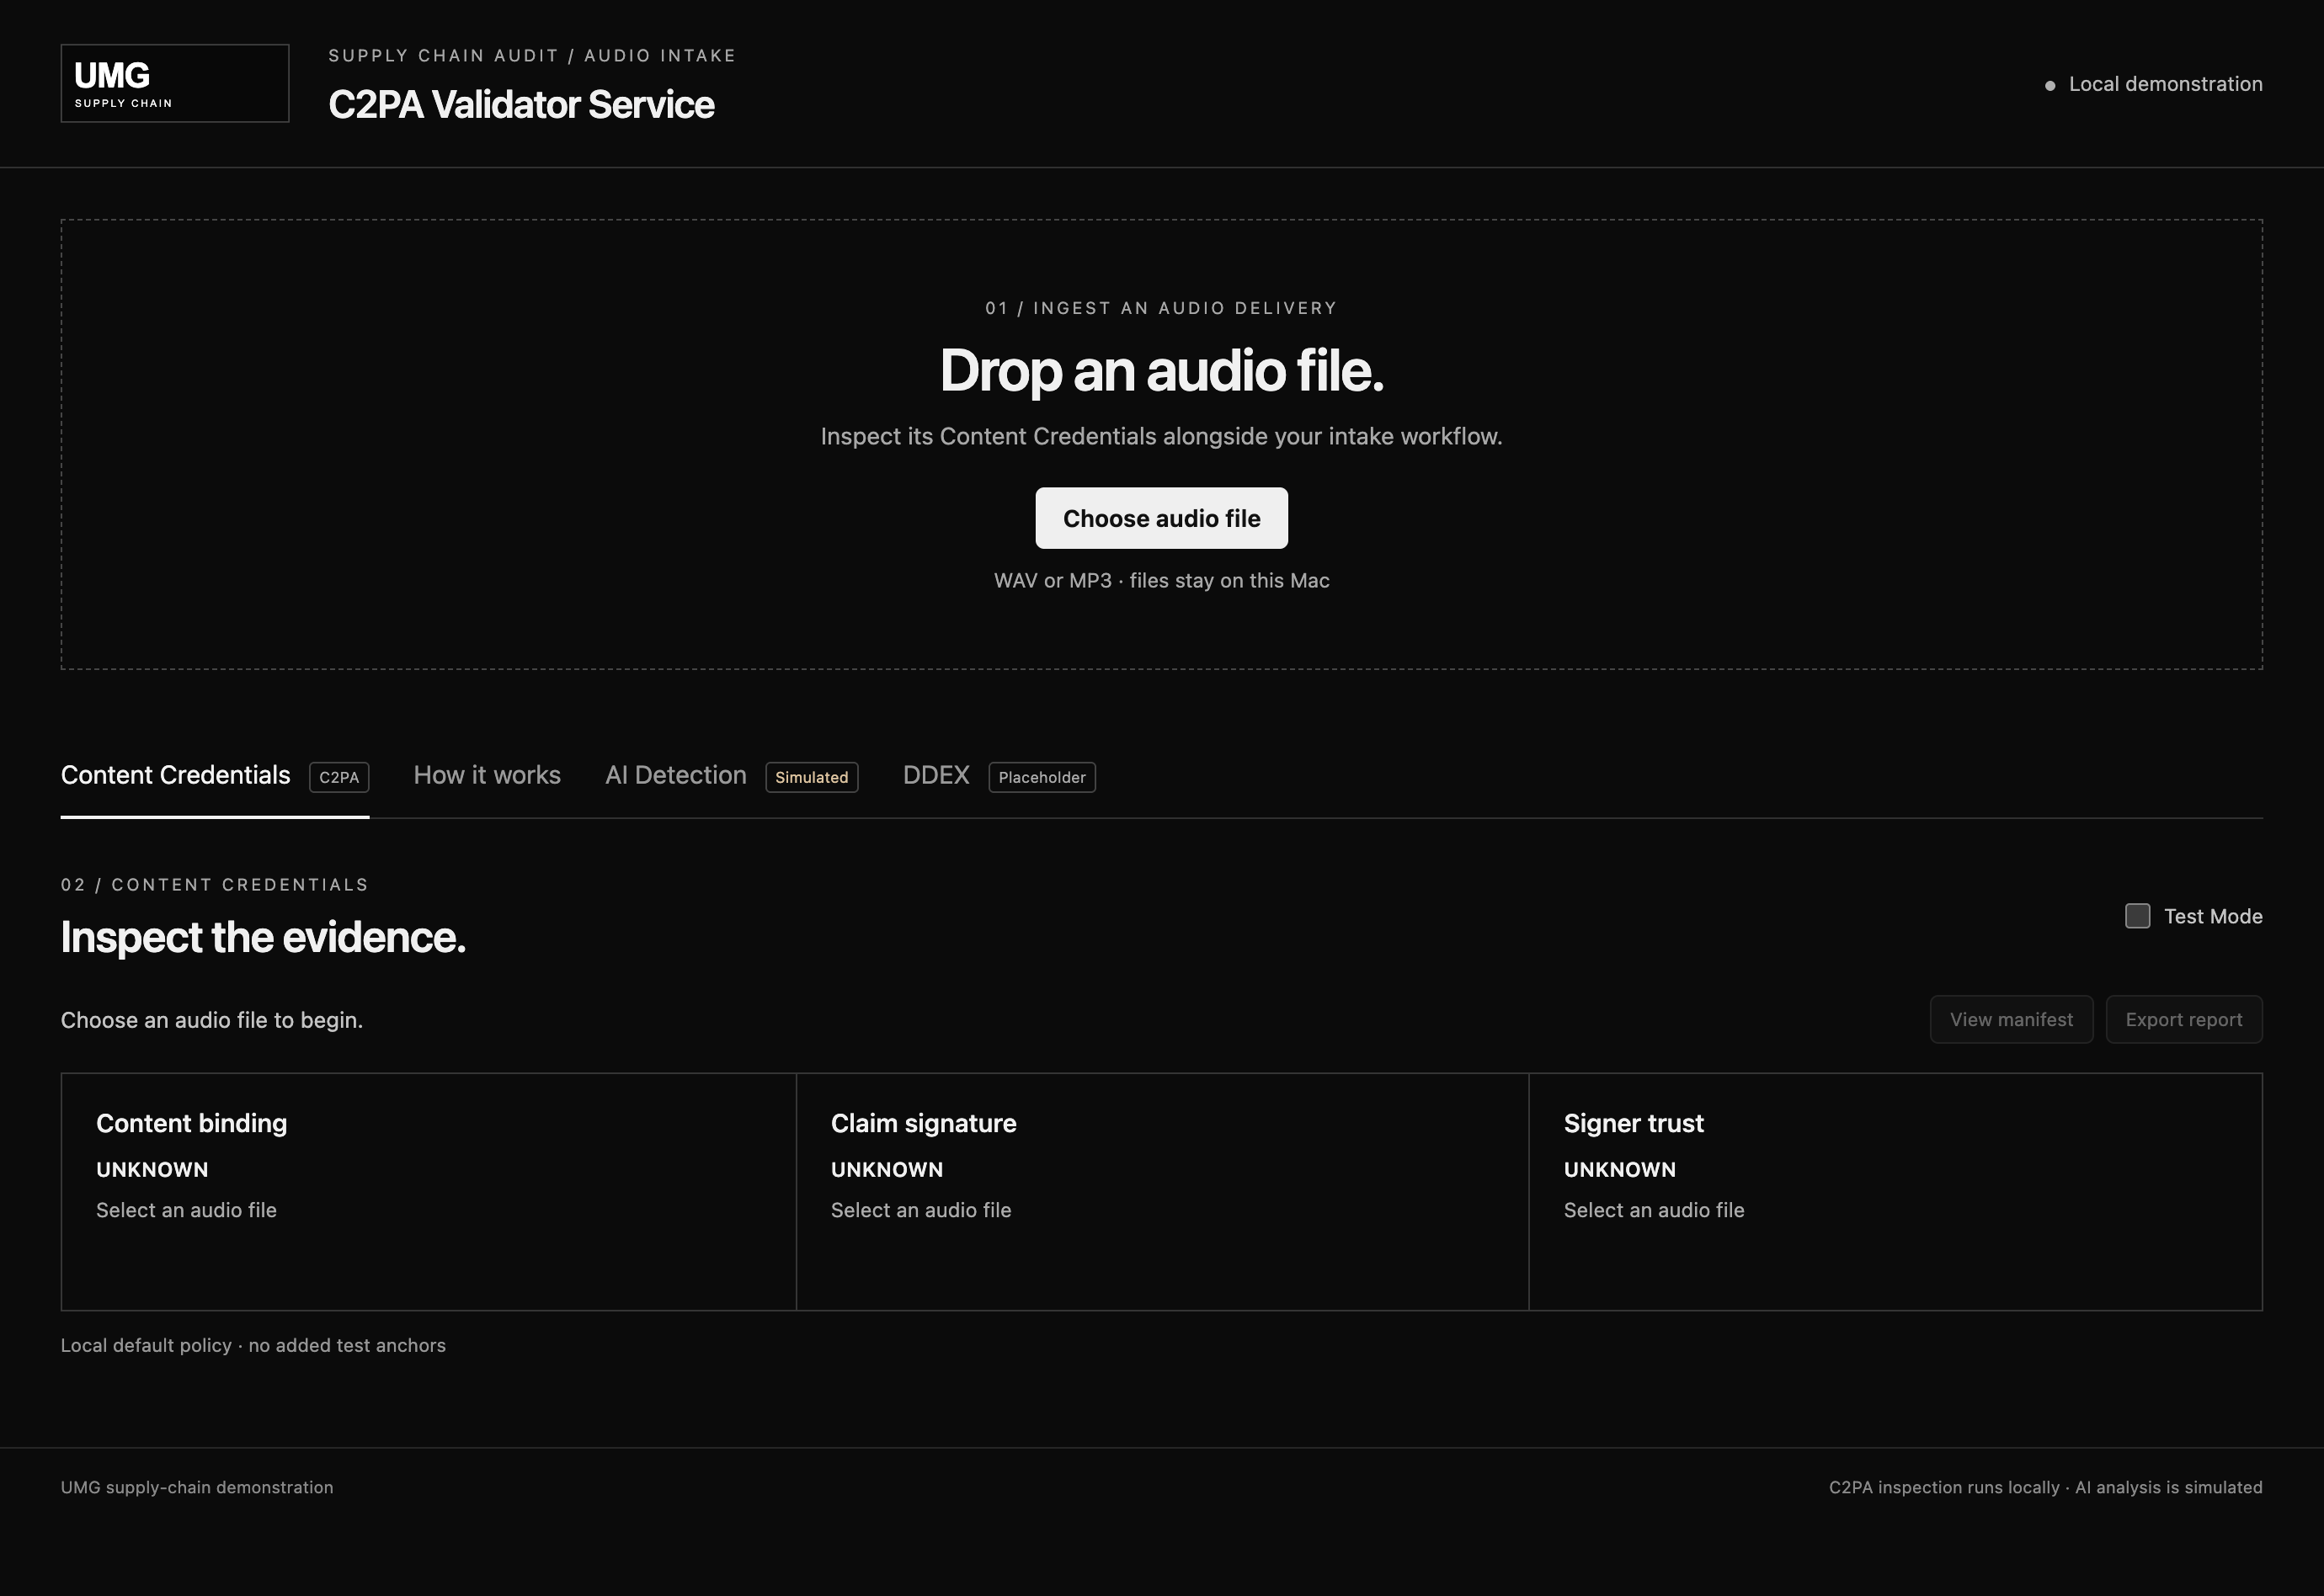 UMG
SUPPLY CHAIN
SUPPLY CHAIN AUDIT / AUDIO INTAKE
C2PA Validator Service
Local demonstration
01 / INGEST AN AUDIO DELIVERY
Drop an audio file.
Inspect its Content Credentials alongside your intake workflow.
Choose audio file
WAV or MP3 · files stay on this Mac
Content Credentials C2PA How it works AI Detection Simulated DDEX Placeholder
02 / CONTENT CREDENTIALS
Inspect the evidence.
Test Mode
Choose an audio file to begin.
View manifest Export report
Content binding
UNKNOWN
Select an audio file
Claim signature
UNKNOWN
Select an audio file
Signer trust
UNKNOWN
Select an audio file
Local default policy · no added test anchors
UMG supply-chain demonstration
C2PA inspection runs locally · AI analysis is simulated